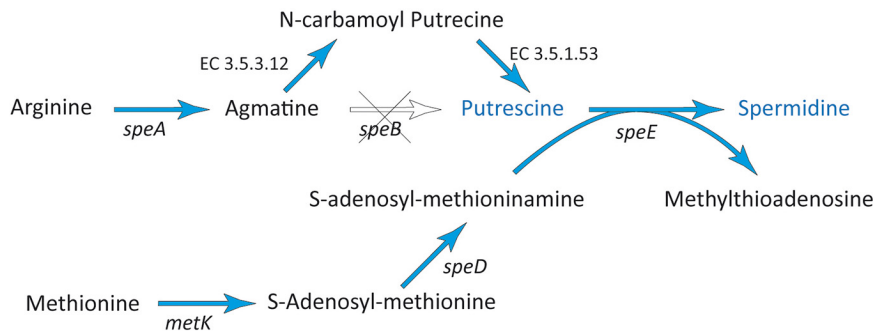 N-carbamoyl Putrecine
EC 3.5.3.12
EC 3.5.1.53
Arginine
speA
Agmatine
speB
Putrescine
speE
Spermidine
S-adenosyl-methioninamine
Methylthioadenosine
speD
Methionine
metK
S-Adenosyl-methionine